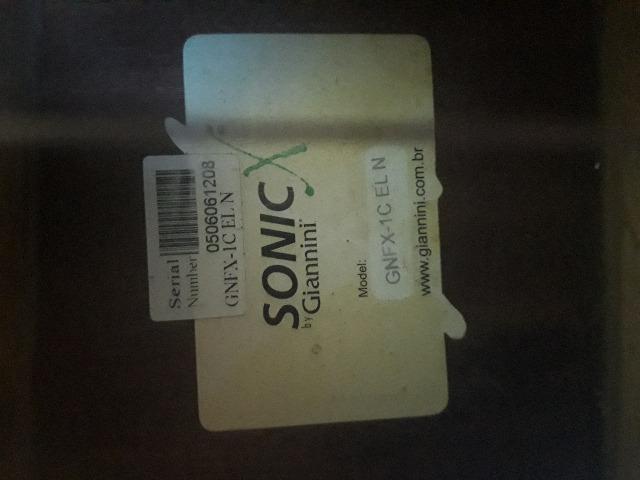 Serial
Number
0506061208
GNFX-1C EL N
SONIC X
by Giannini
Model:
GNFX-1C EL N
www.giannini.com.br